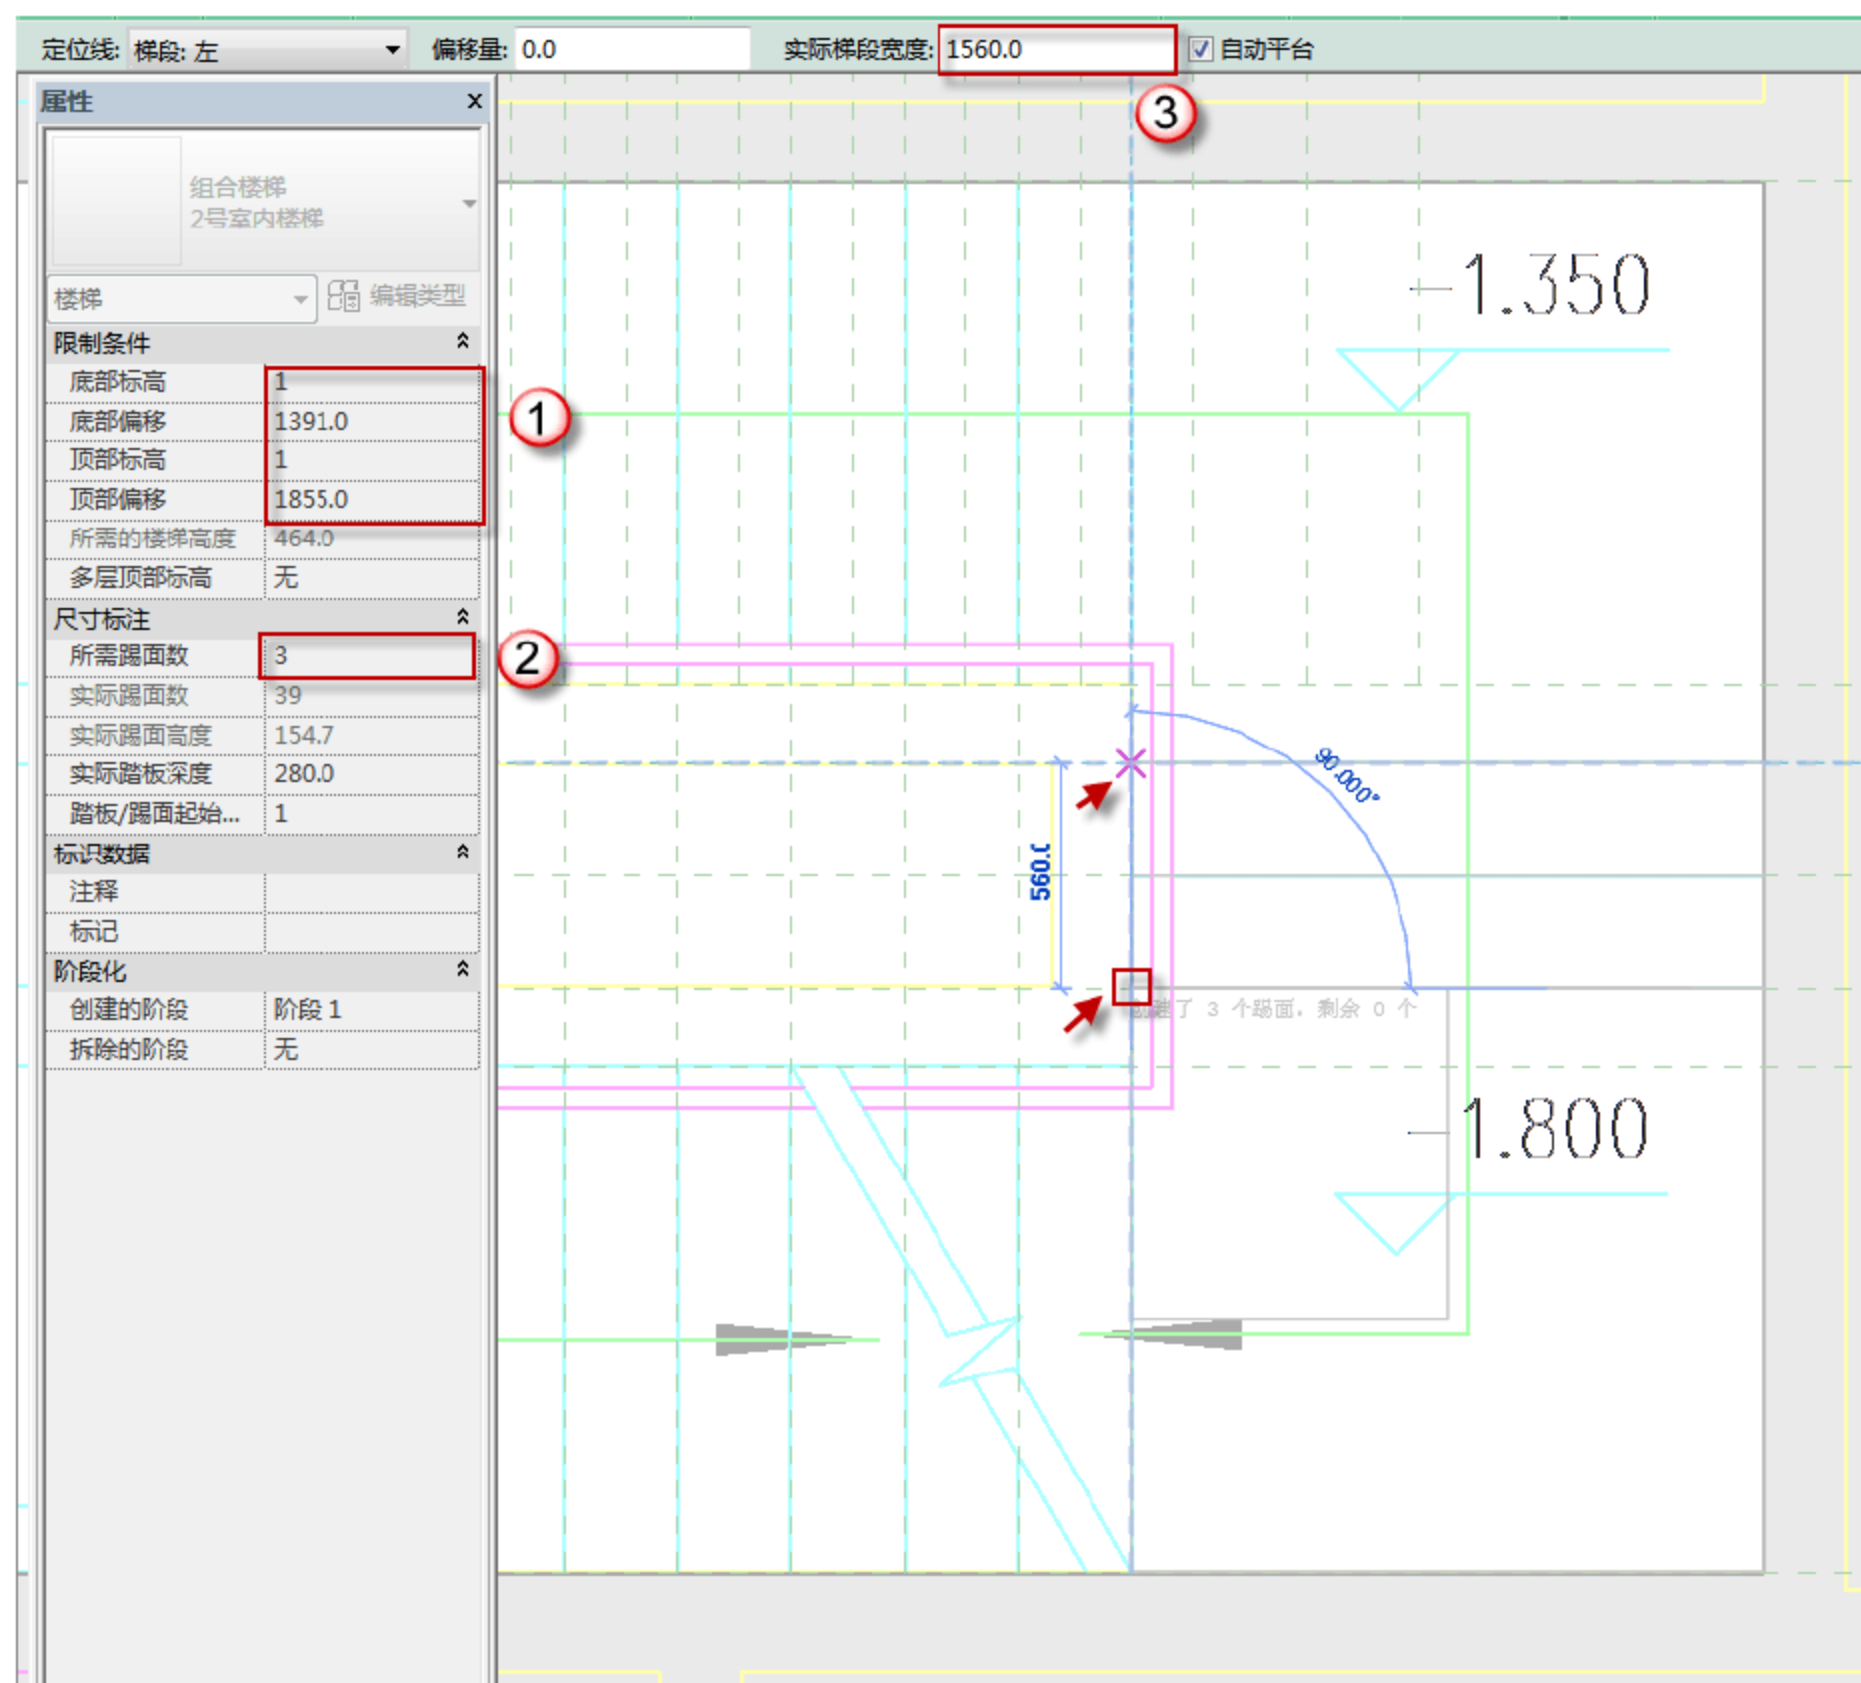 定位线: 梯段: 左 偏移量: 0.0 实际梯段宽度: 1560.0 自动平台
属性 X
3
组合楼梯
2号室内楼梯
楼梯 编辑类型
限制条件
底部标高 1
底部偏移 1391.0
1
顶部标高 1
顶部偏移 1855.0
所需的楼梯高度 464.0
多层顶部标高 无
尺寸标注
所需踢面数 3
2
实际踢面数 39
实际踢面高度 154.7
实际踏板深度 280.0
踏板/踢面起始... 1
标识数据
注释
标记
阶段化
创建的阶段 阶段 1
拆除的阶段 无
-1.350
90.000°
560.0
创建了 3 个踢面，剩余 0 个
-1.800